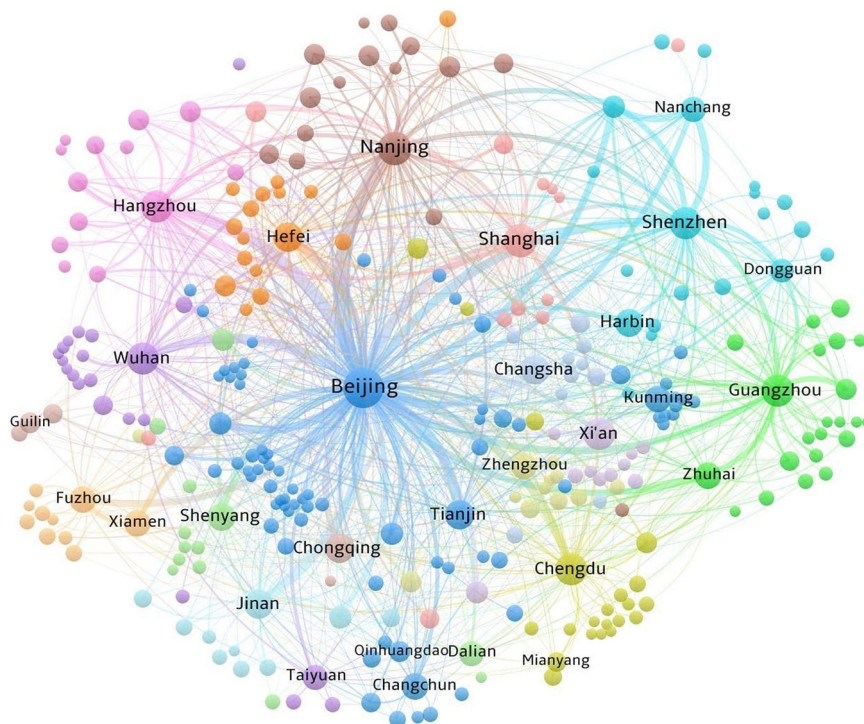 Nanchang
Nanjing
Hangzhou
Shenzhen
Hefei
Shanghai
Dongguan
Harbin
Wuhan
Changsha
Beijing
Guangzhou
Kunming
Guilin
Xi'an
Zhengzhou
Zhuhai
Fuzhou
Xiamen
Shenyang
Tianjin
Chongqing
Chengdu
Jinan
Qinhuangdao
Dalian
Mianyang
Taiyuan
Changchun